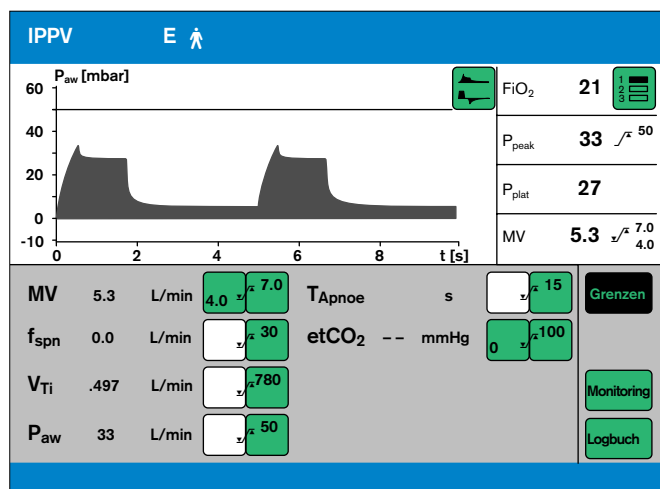 IPPV E
Paw [mbar]
60
40
20
0
-10
0 2 4 6 8 t [s]
FiO2 21 1 2 3
Ppeak 33 50
Pplat 27
MV 5.3 7.0 4.0
MV 5.3 L/min 4.0 7.0 TApnoe s 15 Grenzen
fspn 0.0 L/min 30 etCO2 -- mmHg 0 100
VTi .497 L/min 780 Monitoring
Paw 33 L/min 50 Logbuch